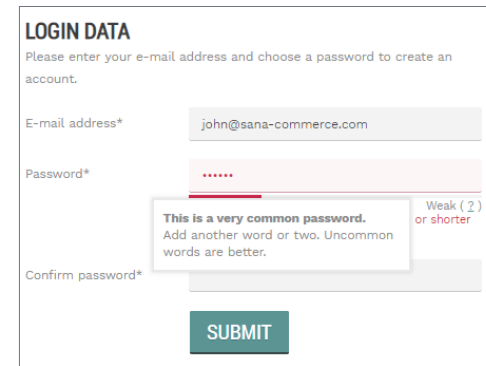 LOGIN DATA
Please enter your e-mail address and choose a password to create an
account.
E-mail address*
john@sana-commerce.com
Password*
••••••
Weak ( ? )
or shorter
This is a very common password.
Add another word or two. Uncommon
words are better.
Confirm password*
SUBMIT